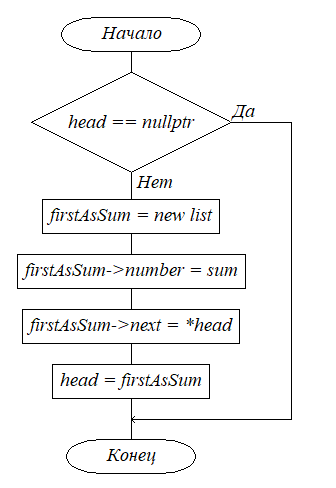 Начало
head == nullptr
Да
Нет
firstAsSum = new list
firstAsSum->number = sum
firstAsSum->next = *head
head = firstAsSum
Конец